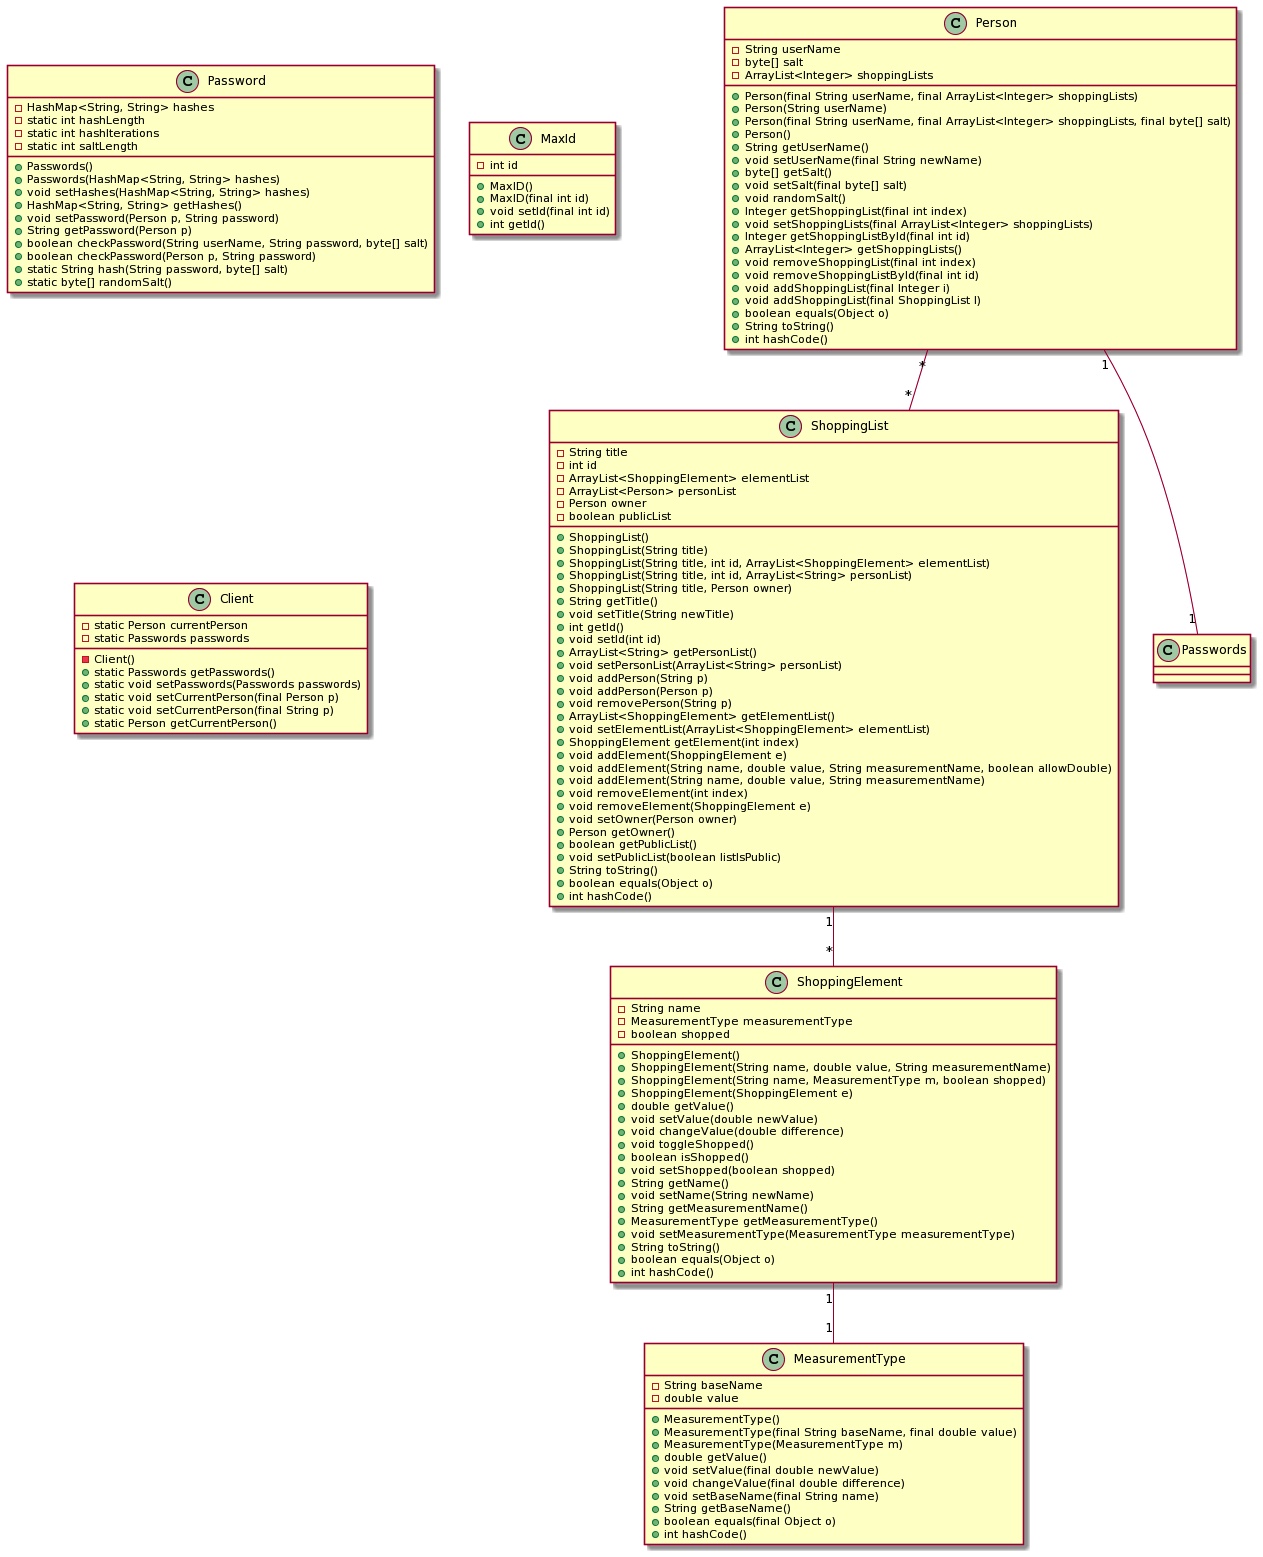 C Person
String userName
byte[] salt
ArrayList<Integer> shoppingLists
Person(final String userName, final ArrayList<Integer> shoppingLists)
Person(String userName)
Person(final String userName, final ArrayList<Integer> shoppingLists, final byte[] salt)
Person()
String getUserName()
void setUserName(final String newName)
byte[] getSalt()
void setSalt(final byte[] salt)
void randomSalt()
Integer getShoppingList(final int index)
void setShoppingLists(final ArrayList<Integer> shoppingLists)
Integer getShoppingListById(final int id)
ArrayList<Integer> getShoppingLists()
void removeShoppingList(final int index)
void removeShoppingListById(final int id)
void addShoppingList(final Integer i)
void addShoppingList(final ShoppingList l)
boolean equals(Object o)
String toString()
int hashCode()
C Password
HashMap<String, String> hashes
static int hashLength
static int hashIterations
static int saltLength
Passwords()
Passwords(HashMap<String, String> hashes)
void setHashes(HashMap<String, String> hashes)
HashMap<String, String> getHashes()
void setPassword(Person p, String password)
String getPassword(Person p)
boolean checkPassword(String userName, String password, byte[] salt)
boolean checkPassword(Person p, String password)
static String hash(String password, byte[] salt)
static byte[] randomSalt()
C MaxId
int id
MaxID()
MaxID(final int id)
void setId(final int id)
int getId()
*
1
*
C ShoppingList
String title
int id
ArrayList<ShoppingElement> elementList
ArrayList<Person> personList
Person owner
boolean publicList
ShoppingList()
ShoppingList(String title)
ShoppingList(String title, int id, ArrayList<ShoppingElement> elementList)
ShoppingList(String title, int id, ArrayList<String> personList)
ShoppingList(String title, Person owner)
String getTitle()
void setTitle(String newTitle)
int getId()
void setId(int id)
ArrayList<String> getPersonList()
void setPersonList(ArrayList<String> personList)
void addPerson(String p)
void addPerson(Person p)
void removePerson(String p)
ArrayList<ShoppingElement> getElementList()
void setElementList(ArrayList<ShoppingElement> elementList)
ShoppingElement getElement(int index)
void addElement(ShoppingElement e)
void addElement(String name, double value, String measurementName, boolean allowDouble)
void addElement(String name, double value, String measurementName)
void removeElement(int index)
void removeElement(ShoppingElement e)
void setOwner(Person owner)
Person getOwner()
boolean getPublicList()
void setPublicList(boolean listIsPublic)
String toString()
boolean equals(Object o)
int hashCode()
C Client
static Person currentPerson
static Passwords passwords
Client()
static Passwords getPasswords()
static void setPasswords(Passwords passwords)
static void setCurrentPerson(final Person p)
static void setCurrentPerson(final String p)
static Person getCurrentPerson()
1
C Passwords
1
*
C ShoppingElement
String name
MeasurementType measurementType
boolean shopped
ShoppingElement()
ShoppingElement(String name, double value, String measurementName)
ShoppingElement(String name, MeasurementType m, boolean shopped)
ShoppingElement(ShoppingElement e)
double getValue()
void setValue(double newValue)
void changeValue(double difference)
void toggleShopped()
boolean isShopped()
void setShopped(boolean shopped)
String getName()
void setName(String newName)
String getMeasurementName()
MeasurementType getMeasurementType()
void setMeasurementType(MeasurementType measurementType)
String toString()
boolean equals(Object o)
int hashCode()
1
1
C MeasurementType
String baseName
double value
MeasurementType()
MeasurementType(final String baseName, final double value)
MeasurementType(MeasurementType m)
double getValue()
void setValue(final double newValue)
void changeValue(final double difference)
void setBaseName(final String name)
String getBaseName()
boolean equals(final Object o)
int hashCode()